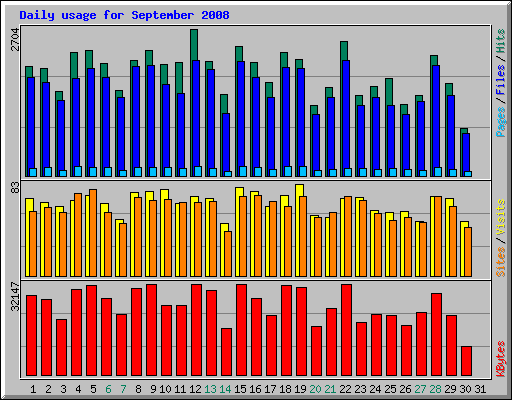 Daily usage for September 2008
2704
Pages / Files / Hits
83
Sites / Visits
32147
KBytes
1 2 3 4 5 6 7 8 9 10 11 12 13 14 15 16 17 18 19 20 21 22 23 24 25 26 27 28 29 30 31